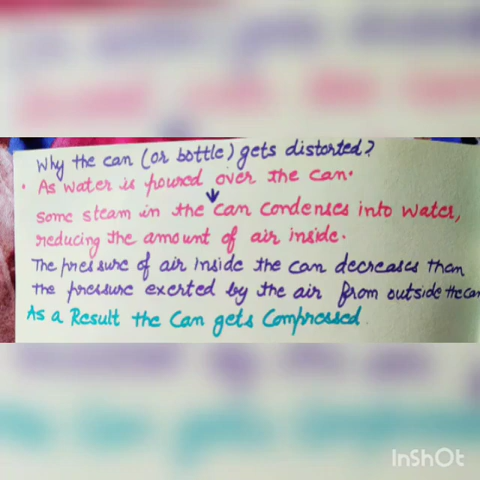 Why the can (or bottle) gets distorted?
• As water is poured over the can.
↓
Some steam in the can condenses into water,
reducing the amount of air inside.
The pressure of air inside the can decreases than
the pressure exerted by the air from outside the can
As a Result the Can gets Compressed.
InShOt